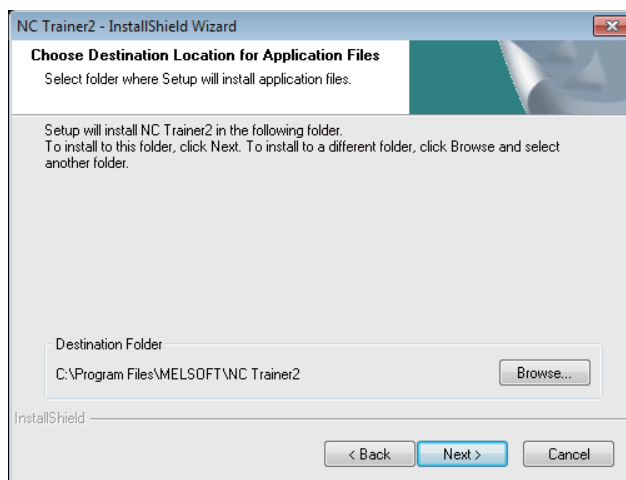 NC Trainer2 - InstallShield Wizard
Choose Destination Location for Application Files
Select folder where Setup will install application files.
Setup will install NC Trainer2 in the following folder.
To install to this folder, click Next. To install to a different folder, click Browse and select
another folder.
Destination Folder
C:\Program Files\MELSOFT\NC Trainer2
Browse...
InstallShield
< Back
Next >
Cancel